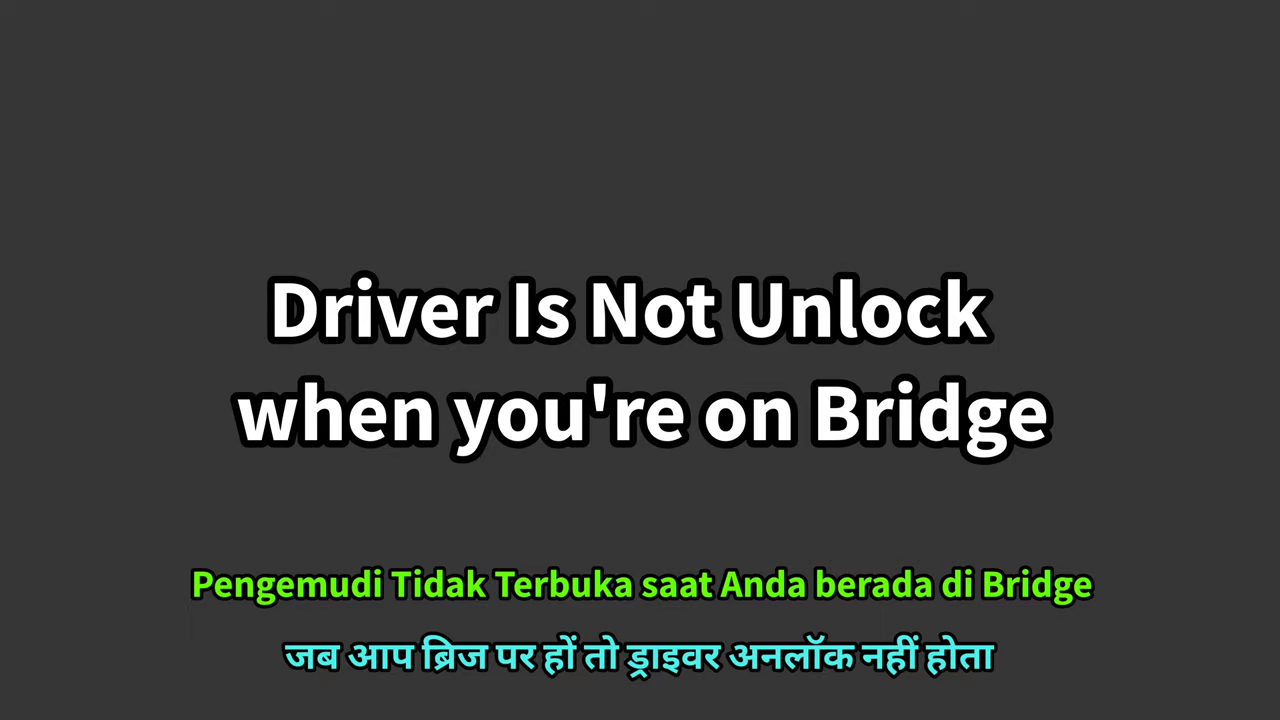 Driver Is Not Unlock
when you're on Bridge
Pengemudi Tidak Terbuka saat Anda berada di Bridge
जब आप ब्रिज पर हों तो ड्राइवर अनलॉक नहीं होता